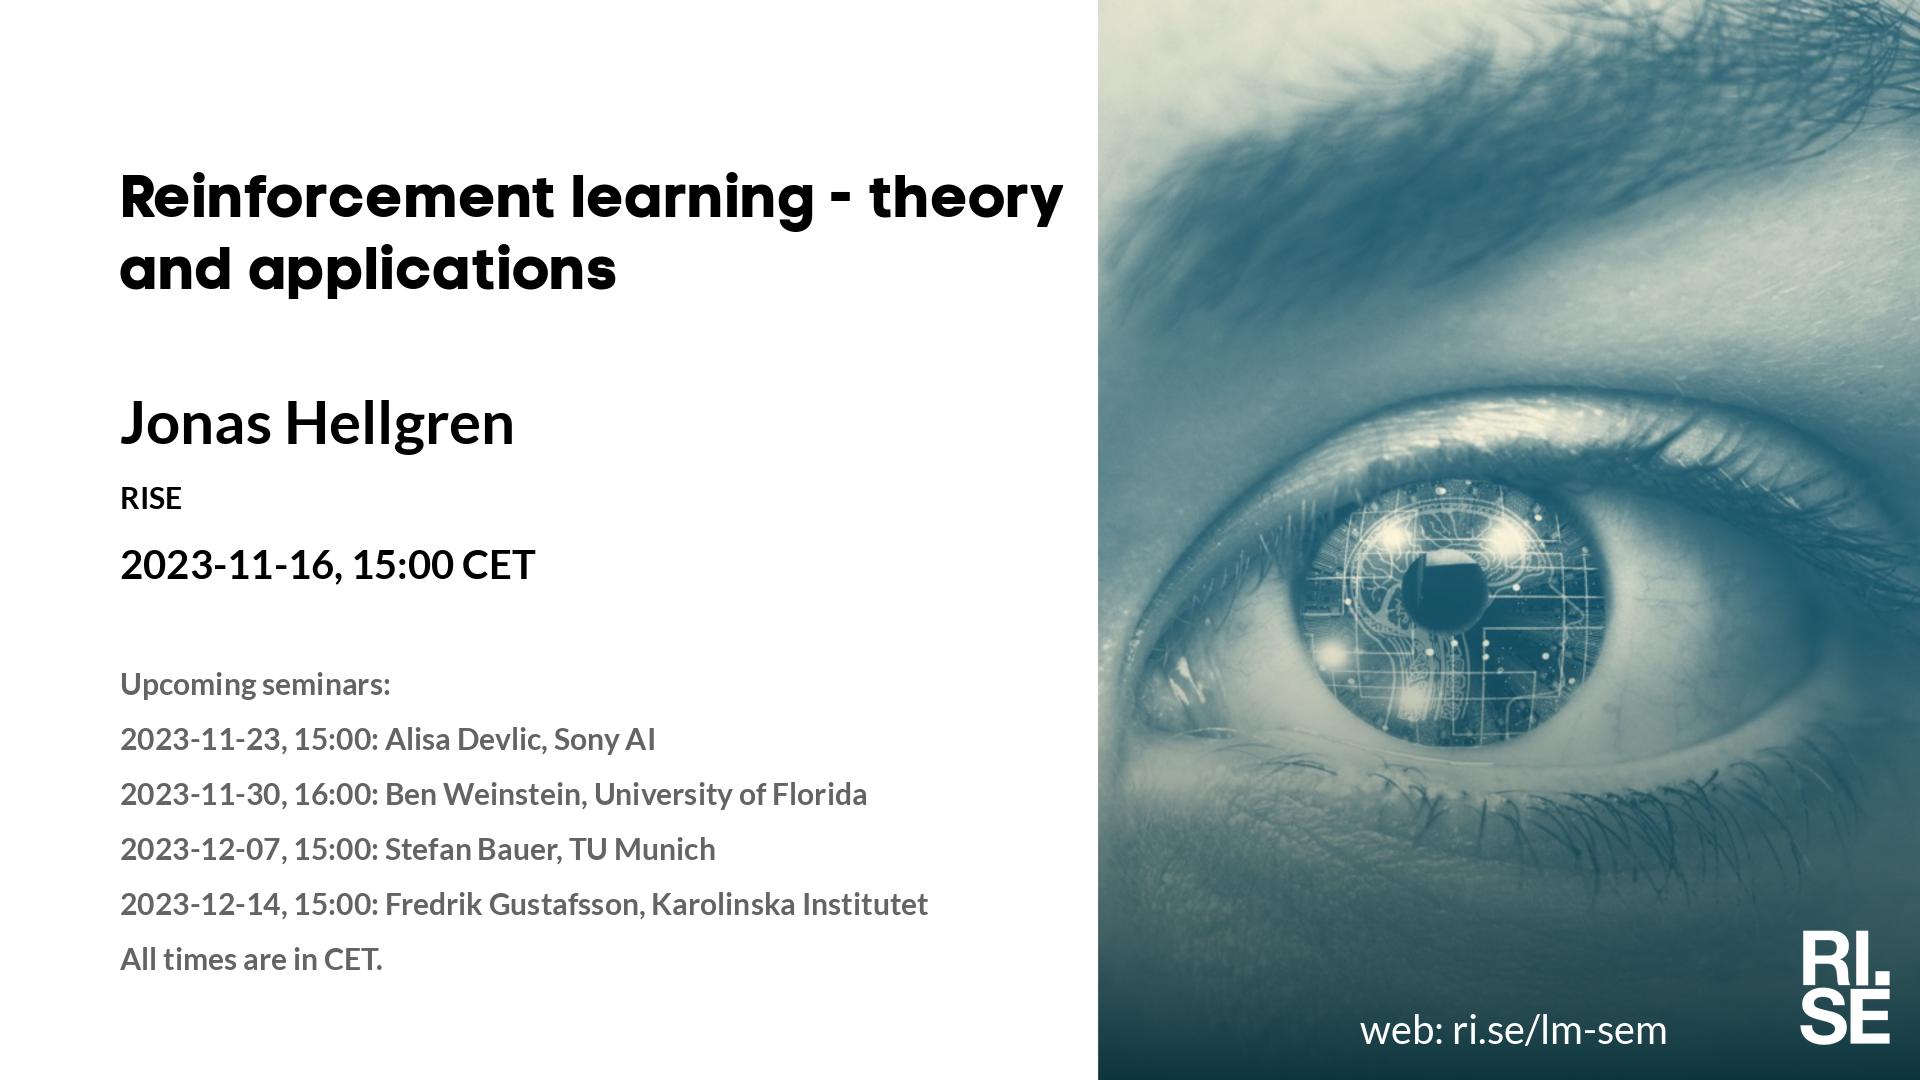 Reinforcement learning - theory
and applications
Jonas Hellgren
RISE
2023-11-16, 15:00 CET
Upcoming seminars:
2023-11-23, 15:00: Alisa Devlic, Sony AI
2023-11-30, 16:00: Ben Weinstein, University of Florida
2023-12-07, 15:00: Stefan Bauer, TU Munich
2023-12-14, 15:00: Fredrik Gustafsson, Karolinska Institutet
All times are in CET.
web: ri.se/lm-sem
RI.
SE